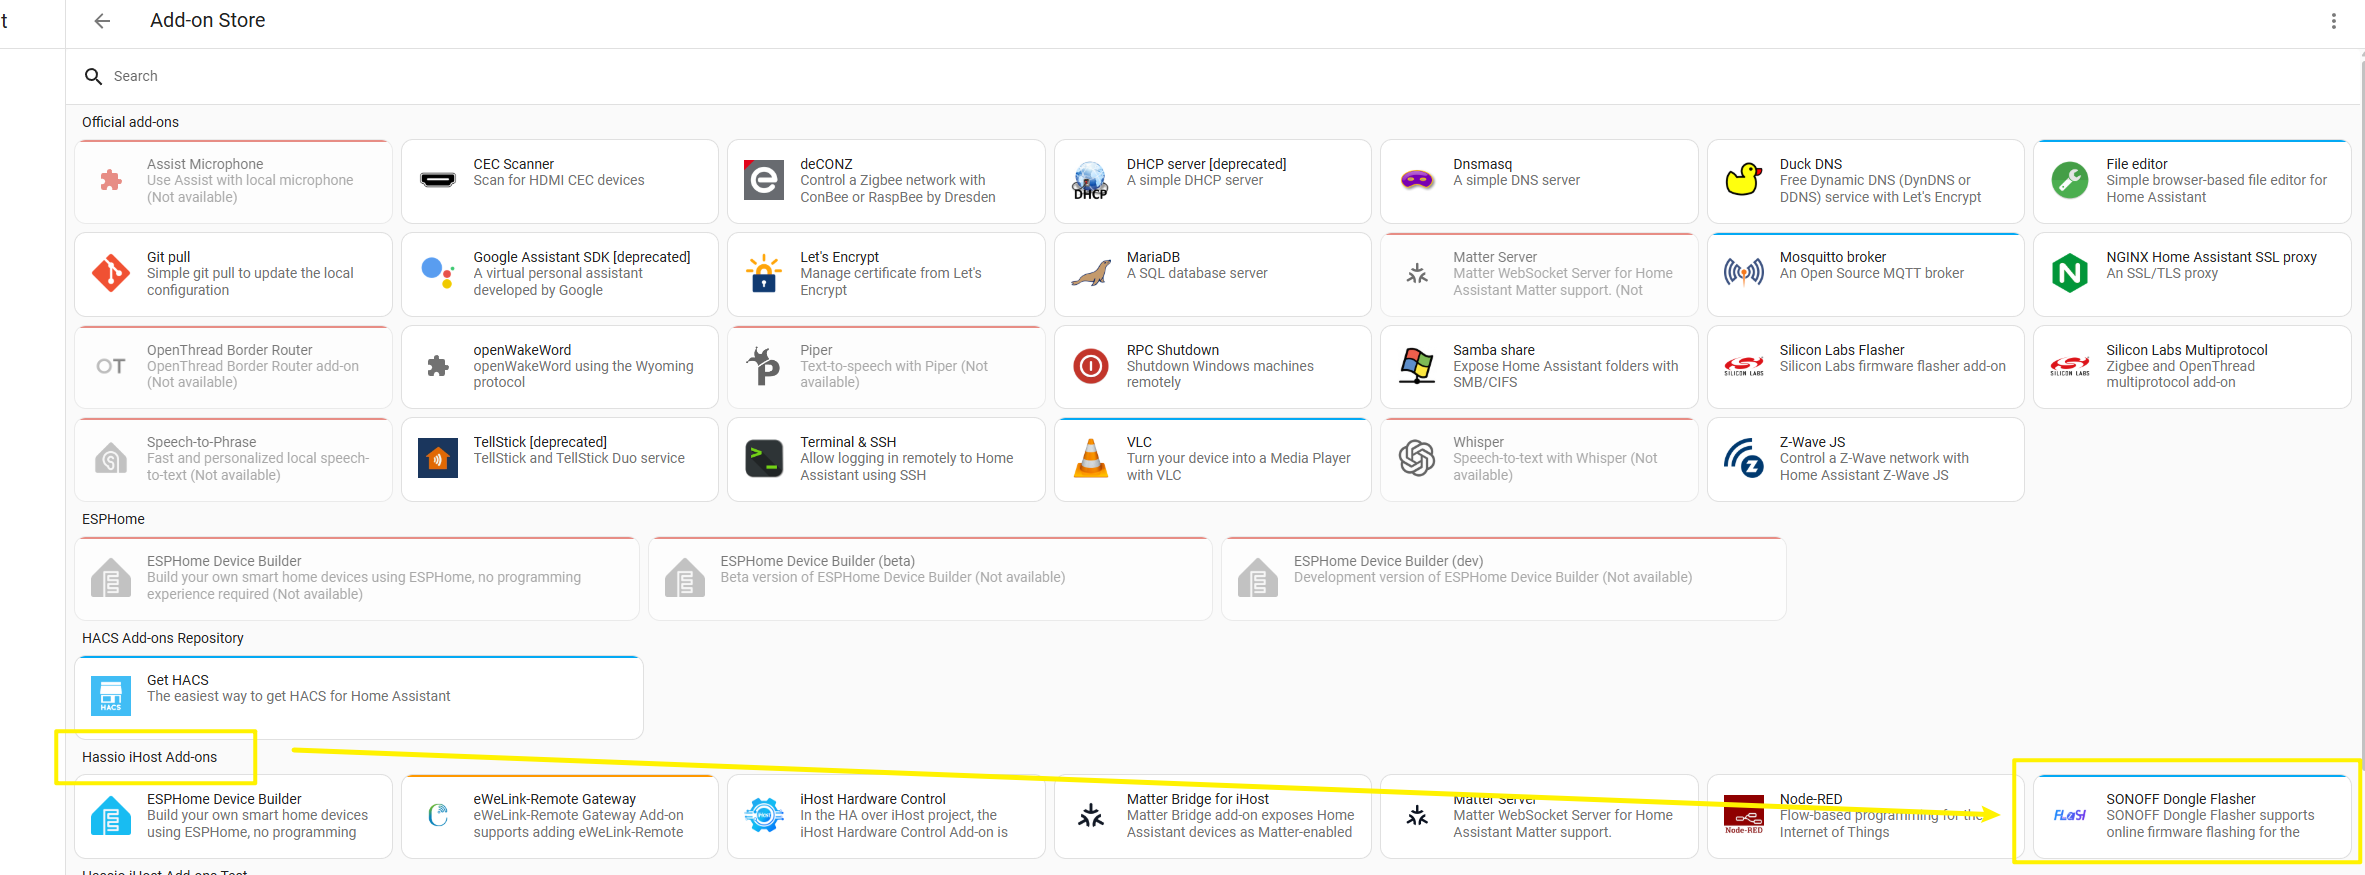 t
Add-on Store
Search
Official add-ons
Assist Microphone
Use Assist with local microphone
(Not available)
CEC Scanner
Scan for HDMI CEC devices
deCONZ
Control a Zigbee network with
ConBee or RaspBee by Dresden
DHCP
DHCP server [deprecated]
A simple DHCP server
Dnsmasq
A simple DNS server
Duck DNS
Free Dynamic DNS (DynDNS or
DDNS) service with Let's Encrypt
File editor
Simple browser-based file editor for
Home Assistant
Git pull
Simple git pull to update the local
configuration
Google Assistant SDK [deprecated]
A virtual personal assistant
developed by Google
Let's Encrypt
Manage certificate from Let's
Encrypt
MariaDB
A SQL database server
Matter Server
Matter WebSocket Server for Home
Assistant Matter support. (Not
Mosquitto broker
An Open Source MQTT broker
N
NGINX Home Assistant SSL proxy
An SSL/TLS proxy
OT
OpenThread Border Router
OpenThread Border Router add-on
(Not available)
openWakeWord
openWakeWord using the Wyoming
protocol
Piper
Text-to-speech with Piper (Not
available)
RPC Shutdown
Shutdown Windows machines
remotely
Samba share
Expose Home Assistant folders with
SMB/CIFS
SILICON LABS
Silicon Labs Flasher
Silicon Labs firmware flasher add-on
SILICON LABS
Silicon Labs Multiprotocol
Zigbee and OpenThread
multiprotocol add-on
Speech-to-Phrase
Fast and personalized local speech-
to-text (Not available)
TellStick [deprecated]
TellStick and TellStick Duo service
Terminal & SSH
Allow logging in remotely to Home
Assistant using SSH
VLC
Turn your device into a Media Player
with VLC
Whisper
Speech-to-text with Whisper (Not
available)
Z-Wave JS
Control a Z-Wave network with
Home Assistant Z-Wave JS
ESPHome
ESPHome Device Builder
Build your own smart home devices using ESPHome, no programming
experience required (Not available)
ESPHome Device Builder (beta)
Beta version of ESPHome Device Builder (Not available)
ESPHome Device Builder (dev)
Development version of ESPHome Device Builder (Not available)
HACS Add-ons Repository
HACS
Get HACS
The easiest way to get HACS for Home Assistant
Hassio iHost Add-ons
ESPHome Device Builder
Build your own smart home devices
using ESPHome, no programming
eWeLink-Remote Gateway
eWeLink-Remote Gateway Add-on
supports adding eWeLink-Remote
iHost Hardware Control
In the HA over iHost project, the
iHost Hardware Control Add-on is
Matter Bridge for iHost
Matter Bridge add-on exposes Home
Assistant devices as Matter-enabled
Matter Server
Matter WebSocket Server for Home
Assistant Matter support.
Node-RED
Node-RED
Flow-based programming for the
Internet of Things
SONOFF Dongle Flasher
SONOFF Dongle Flasher supports
online firmware flashing for the
Hassio iHost Add-ons Test